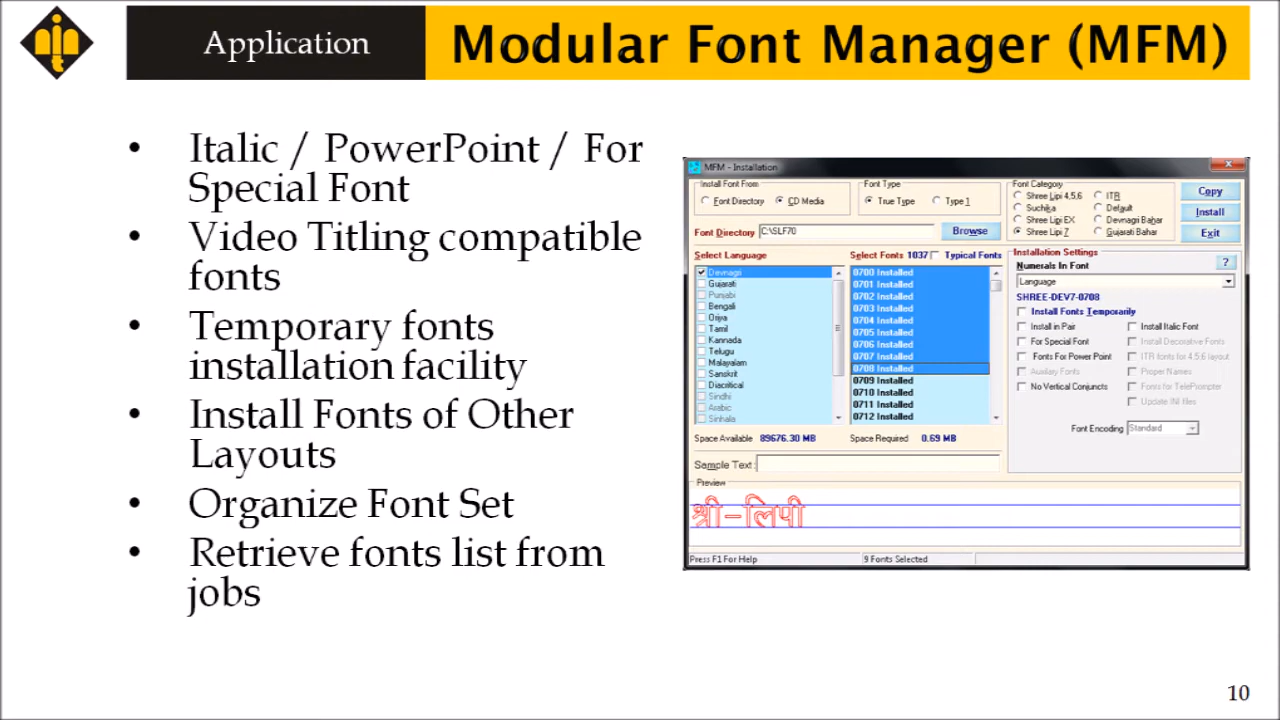 Application
Modular Font Manager (MFM)
• Italic / PowerPoint / For
Special Font
• Video Titling compatible
fonts
• Temporary fonts
installation facility
• Install Fonts of Other
Layouts
• Organize Font Set
• Retrieve fonts list from
jobs
MFM - Installation
Install Font From
Font Directory CD Media
Font Type
True Type Type 1
Font Category
Shree Lipi 4,5,6 ITR
Suchika Default
Shree Lipi EX Devnagri Bahar
Shree Lipi 7 Gujarati Bahar
Copy
Install
Exit
Font Directory C:\SLF70 Browse
Select Language
Devnagri
Gujarati
Punjabi
Bengali
Oriya
Tamil
Kannada
Telugu
Malayalam
Sanskrit
Diacritical
Sindhi
Arabic
Sinhala
Select Fonts 1037 Typical Fonts
0700 Installed
0701 Installed
0702 Installed
0703 Installed
0704 Installed
0705 Installed
0706 Installed
0707 Installed
0708 Installed
0709 Installed
0710 Installed
0711 Installed
0712 Installed
Installation Settings
Numerals In Font ?
Language
SHREE-DEV7-0708
Install Fonts Temporarily
Install in Pair Install Italic Font
For Special Font Install Decorative Fonts
Fonts For Power Point ITR fonts for 4:5:6 layout
Auxilary Fonts Proper Names
No Vertical Conjuncts Fonts for TelePrompter
Update INI files
Font Encoding Standard
Space Available 89676.30 MB Space Required 0.69 MB
Sample Text:
Preview
श्री-लिपी
Press F1 For Help 9 Fonts Selected
10